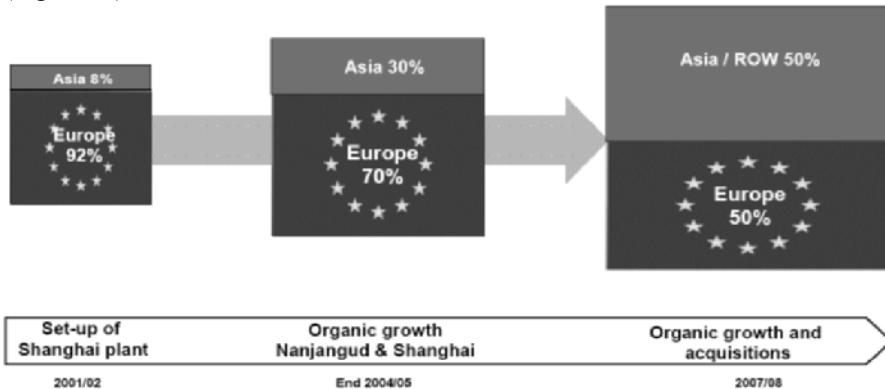 Asia 8%
Europe
92%
Asia 30%
Europe
70%
Asia / ROW 50%
Europe
50%
Set-up of
Shanghai plant
Organic growth
Nanjangud & Shanghai
Organic growth and
acquisitions
2001/02
End 2004/05
2007/08